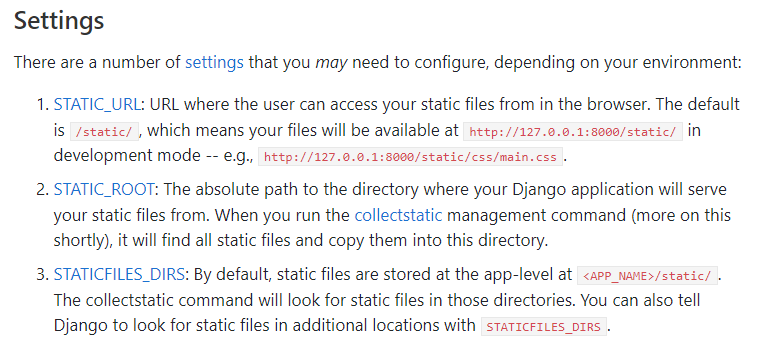 Settings
There are a number of settings that you may need to configure, depending on your environment:
1. STATIC_URL: URL where the user can access your static files from in the browser. The default
is /static/ , which means your files will be available at http://127.0.0.1:8000/static/ in
development mode -- e.g., http://127.0.0.1:8000/static/css/main.css .
2. STATIC_ROOT: The absolute path to the directory where your Django application will serve
your static files from. When you run the collectstatic management command (more on this
shortly), it will find all static files and copy them into this directory.
3. STATICFILES_DIRS: By default, static files are stored at the app-level at <APP_NAME>/static/ .
The collectstatic command will look for static files in those directories. You can also tell
Django to look for static files in additional locations with STATICFILES_DIRS .